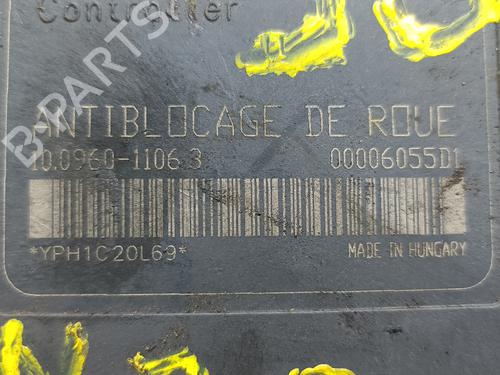 Controller
ANTIBLOCAGE DE ROUE
10.0960-1106.3 00006055D1
*YPH1C20L69* MADE IN HUNGARY
B-PARTS